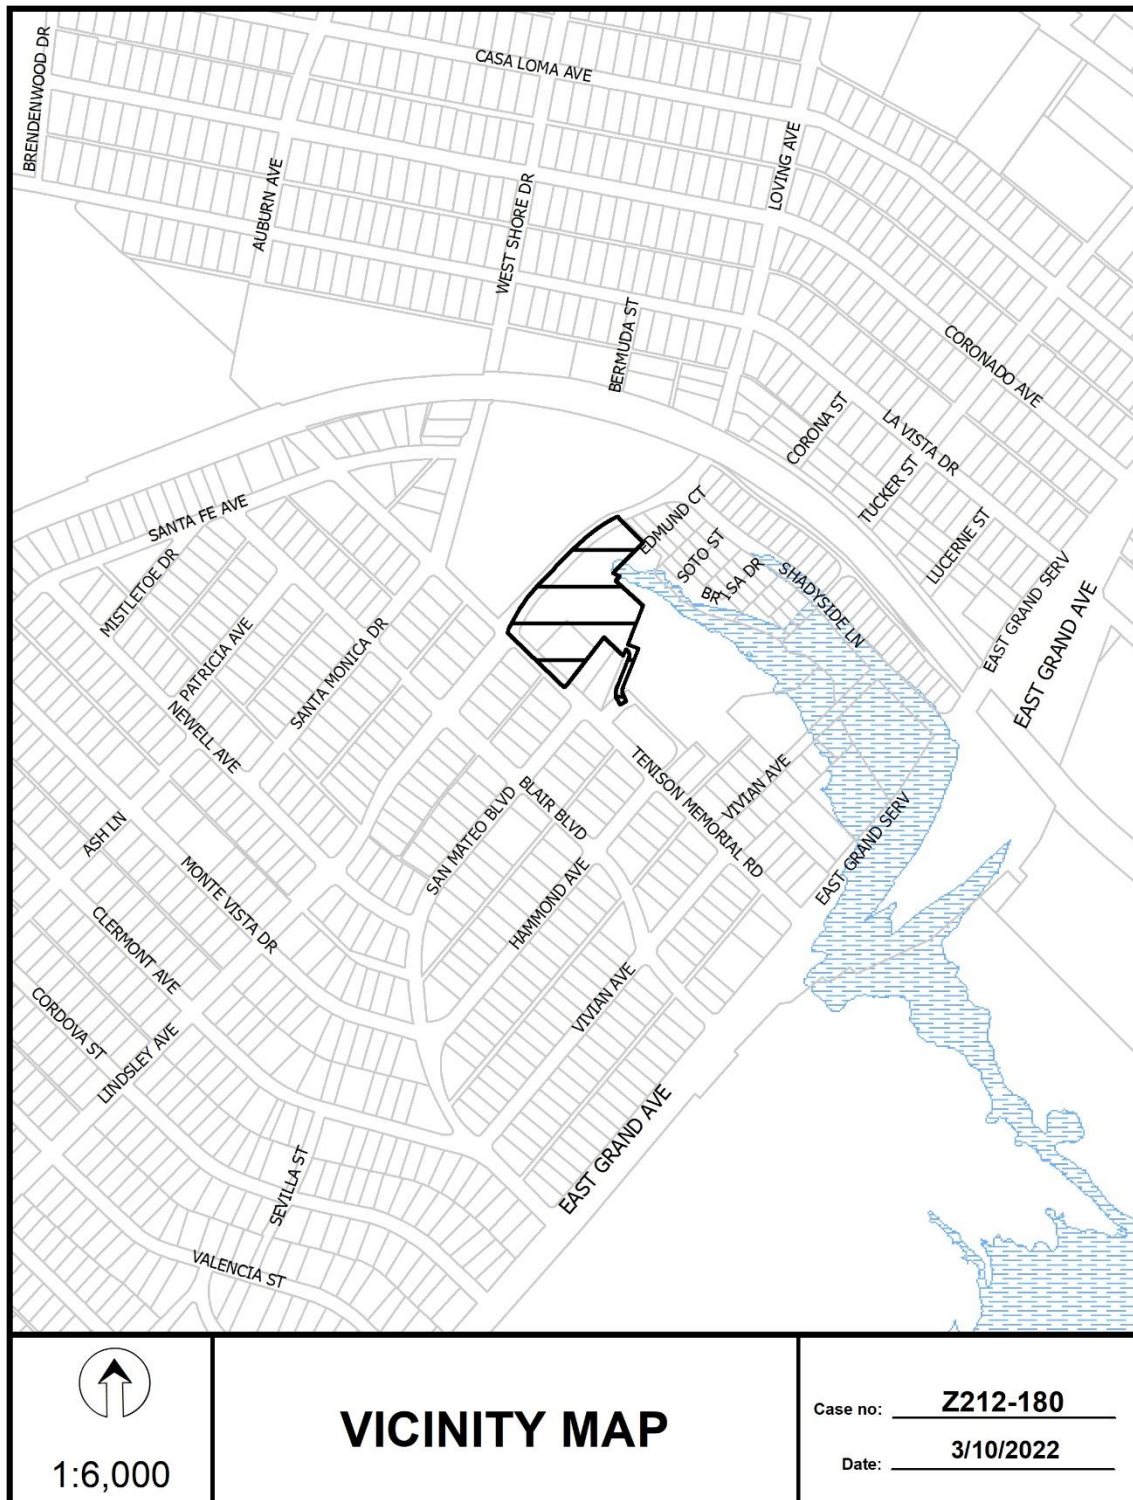 BRENDENWOOD DR
CASA LOMA AVE
LOVING AVE
AUBURN AVE
WEST SHORE DR
BERMUDA ST
CORONADO AVE
CORONA ST
LA VISTA DR
TUCKER ST
SANTA FE AVE
EDMUND CT
LUCERNE ST
SOTO ST
MISTLETOE DR
SHADYSIDE LN
EAST GRAND SERV
EAST GRAND AVE
PATRICIA AVE
SANTA MONICA DR
NEWELL AVE
TENISON MEMORIAL RD
VIVIAN AVE
BLAIR BLVD
SAN MATEO BLVD
EAST GRAND SERV
ASH LN
MONTE VISTA DR
HAMMOND AVE
CLERMONT AVE
VIVIAN AVE
CORDOVA ST
LINDSLEY AVE
EAST GRAND AVE
SEVILLA ST
VALENCIA ST
1:6,000
VICINITY MAP
Case no: Z212-180
Date: 3/10/2022